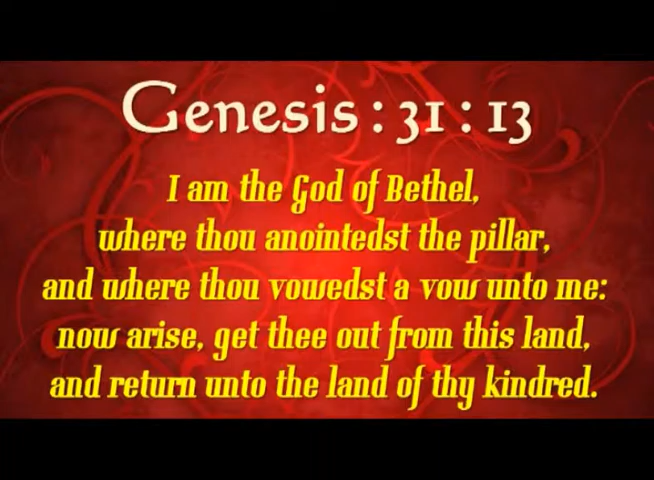 Genesis : 31 : 13
I am the God of Bethel,
where thou anointedst the pillar,
and where thou vowedst a vow unto me:
now arise, get thee out from this land,
and return unto the land of thy kindred.